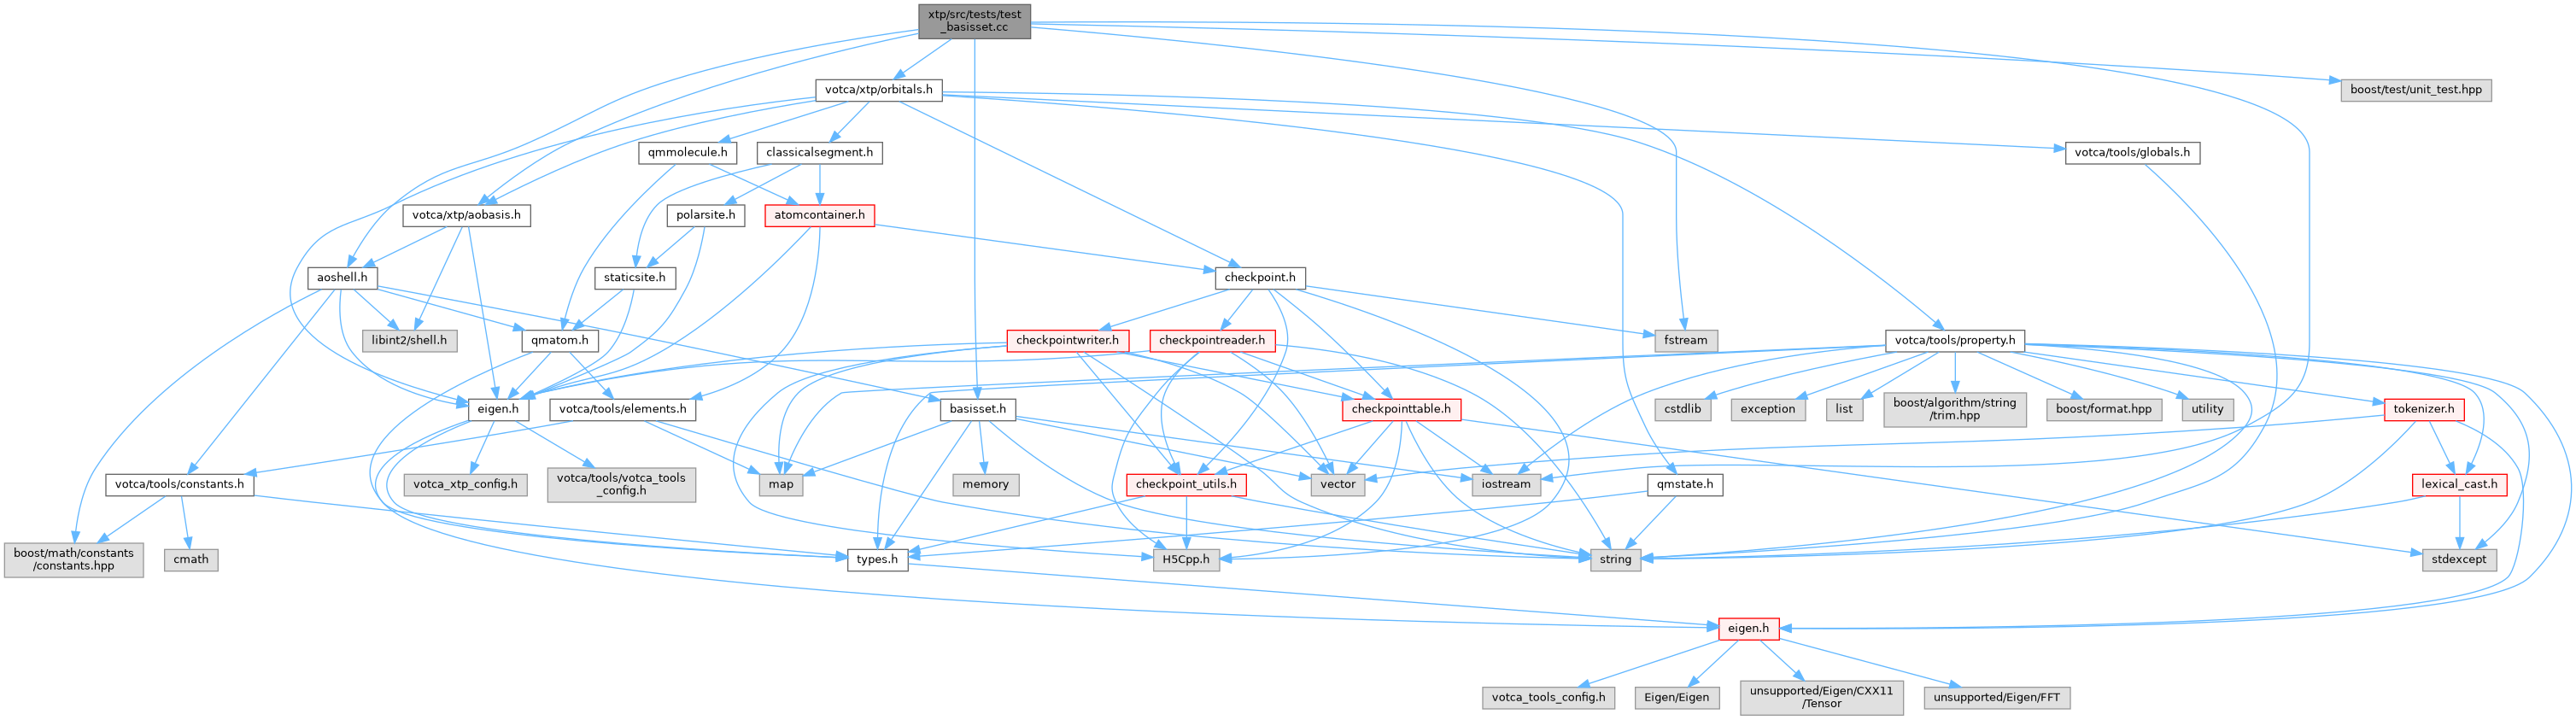 xtp/src/tests/test
_basisset.cc
votca/xtp/orbitals.h
boost/test/unit_test.hpp
qmmolecule.h
classicalsegment.h
votca/tools/globals.h
votca/xtp/aobasis.h
polarsite.h
atomcontainer.h
aoshell.h
staticsite.h
checkpoint.h
libint2/shell.h
qmatom.h
checkpointwriter.h
checkpointreader.h
fstream
votca/tools/property.h
eigen.h
votca/tools/elements.h
basisset.h
checkpointtable.h
cstdlib
exception
list
boost/algorithm/string
/trim.hpp
boost/format.hpp
utility
tokenizer.h
votca/tools/constants.h
votca_xtp_config.h
votca/tools/votca_tools
_config.h
map
memory
checkpoint_utils.h
vector
iostream
qmstate.h
lexical_cast.h
boost/math/constants
/constants.hpp
cmath
types.h
H5Cpp.h
string
stdexcept
eigen.h
votca_tools_config.h
Eigen/Eigen
unsupported/Eigen/CXX11
/Tensor
unsupported/Eigen/FFT